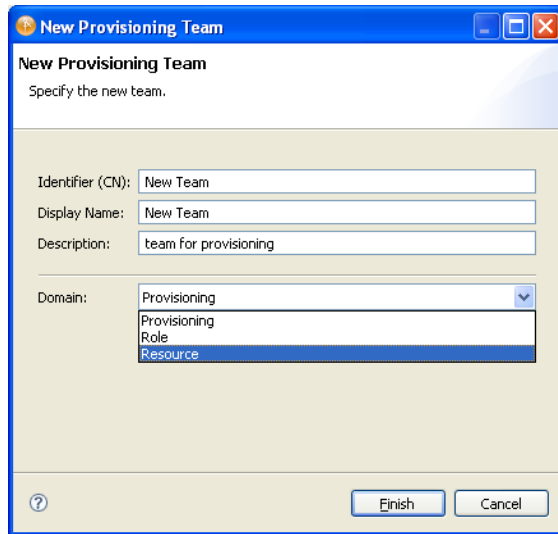 New Provisioning Team
New Provisioning Team
Specify the new team.
Identifier (CN): New Team
Display Name: New Team
Description: team for provisioning
Domain: Provisioning
Provisioning
Role
Resource
? Finish Cancel